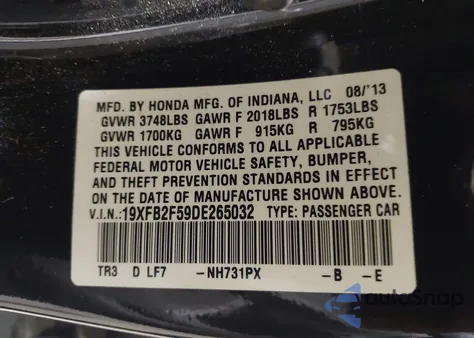 MFD. BY HONDA MFG. OF INDIANA, LLC 08/'13
GVWR 3748LBS GAWR F 2018LBS R 1753LBS
GVWR 1700KG GAWR F 915KG R 795KG
THIS VEHICLE CONFORMS TO ALL APPLICABLE
FEDERAL MOTOR VEHICLE SAFETY, BUMPER,
AND THEFT PREVENTION STANDARDS IN EFFECT
ON THE DATE OF MANUFACTURE SHOWN ABOVE.
V.I.N.:19XFB2F59DE265032 TYPE: PASSENGER CAR
TR3 D LF7 -NH731PX -B -E
autoSnap